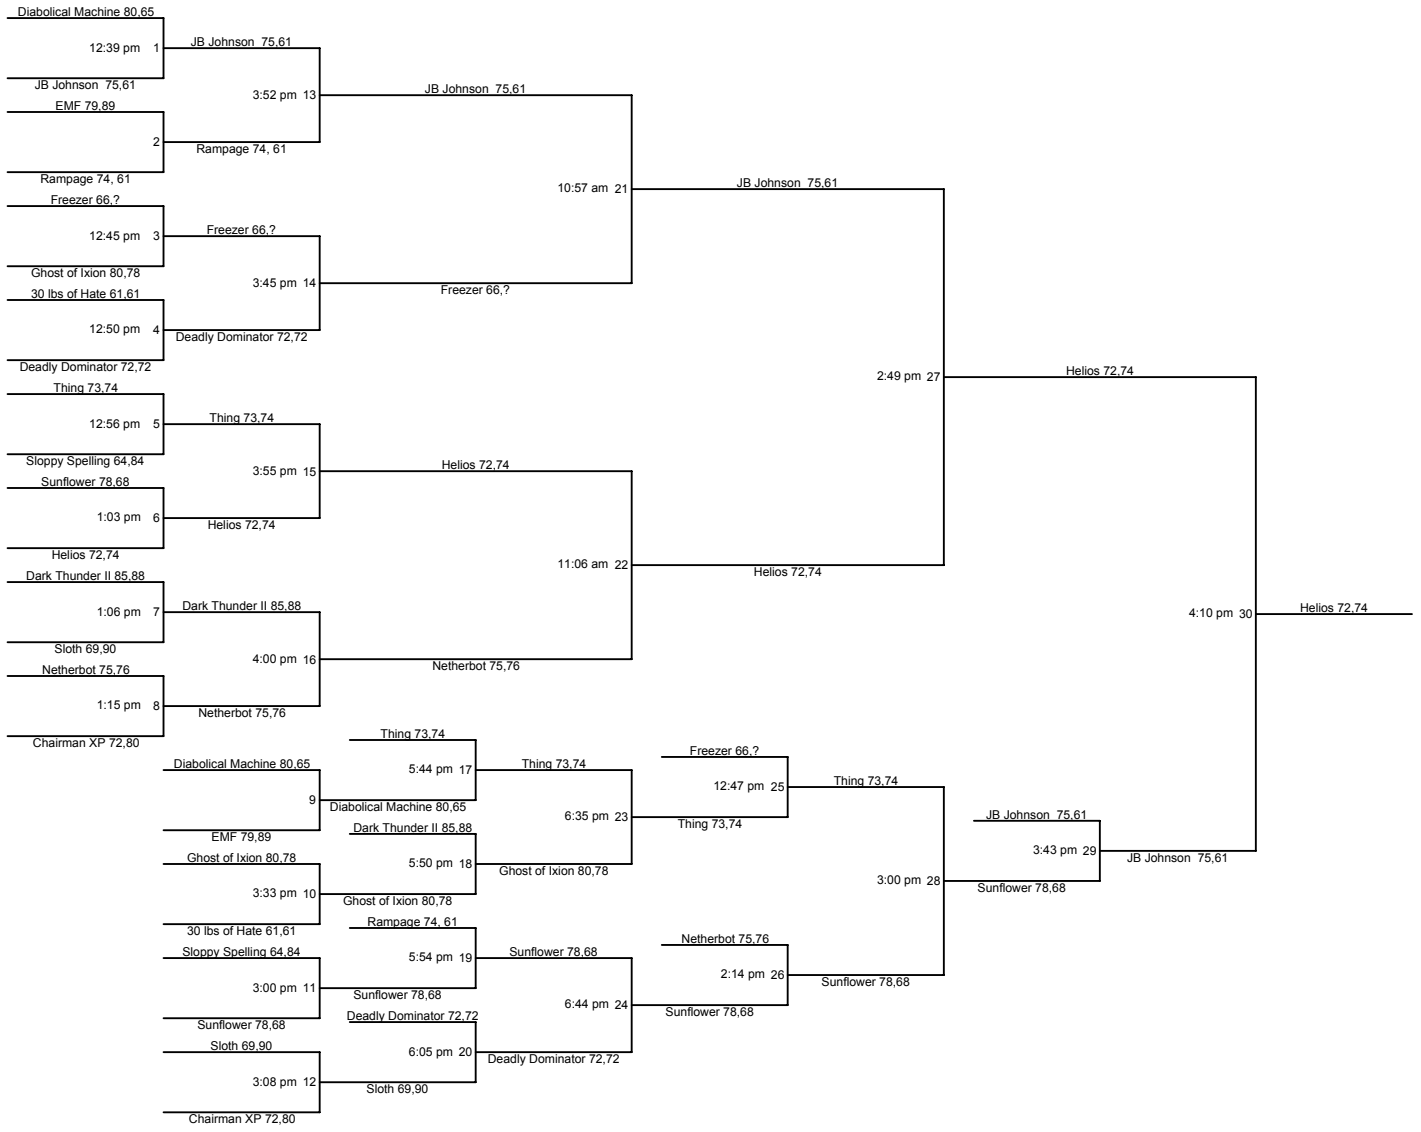 Diabolical Machine 80,65
12:39 pm 1
JB Johnson 75,61
JB Johnson 75,61
EMF 79,89
2
Rampage 74, 61
3:52 pm 13
JB Johnson 75,61
Rampage 74, 61
Freezer 66,?
12:45 pm 3
Ghost of Ixion 80,78
Freezer 66,?
10:57 am 21
JB Johnson 75,61
30 lbs of Hate 61,61
12:50 pm 4
Deadly Dominator 72,72
3:45 pm 14
Freezer 66,?
Deadly Dominator 72,72
Thing 73,74
12:56 pm 5
Sloppy Spelling 64,84
Thing 73,74
2:49 pm 27
Helios 72,74
Sunflower 78,68
1:03 pm 6
Helios 72,74
3:55 pm 15
Helios 72,74
Helios 72,74
Dark Thunder II 85,88
1:06 pm 7
Sloth 69,90
Dark Thunder II 85,88
11:06 am 22
Helios 72,74
Netherbot 75,76
1:15 pm 8
Chairman XP 72,80
4:00 pm 16
Netherbot 75,76
Netherbot 75,76
4:10 pm 30
Helios 72,74
Diabolical Machine 80,65
9
EMF 79,89
Thing 73,74
5:44 pm 17
Diabolical Machine 80,65
Thing 73,74
Ghost of Ixion 80,78
3:33 pm 10
30 lbs of Hate 61,61
Dark Thunder II 85,88
5:50 pm 18
Ghost of Ixion 80,78
6:35 pm 23
Ghost of Ixion 80,78
Freezer 66,?
12:47 pm 25
Thing 73,74
Thing 73,74
Sloppy Spelling 64,84
3:00 pm 11
Sunflower 78,68
Rampage 74, 61
5:54 pm 19
Sunflower 78,68
Sunflower 78,68
Sloth 69,90
3:08 pm 12
Chairman XP 72,80
Deadly Dominator 72,72
6:05 pm 20
Sloth 69,90
6:44 pm 24
Deadly Dominator 72,72
Netherbot 75,76
2:14 pm 26
Sunflower 78,68
Sunflower 78,68
3:00 pm 28
JB Johnson 75,61
3:43 pm 29
Sunflower 78,68
JB Johnson 75,61